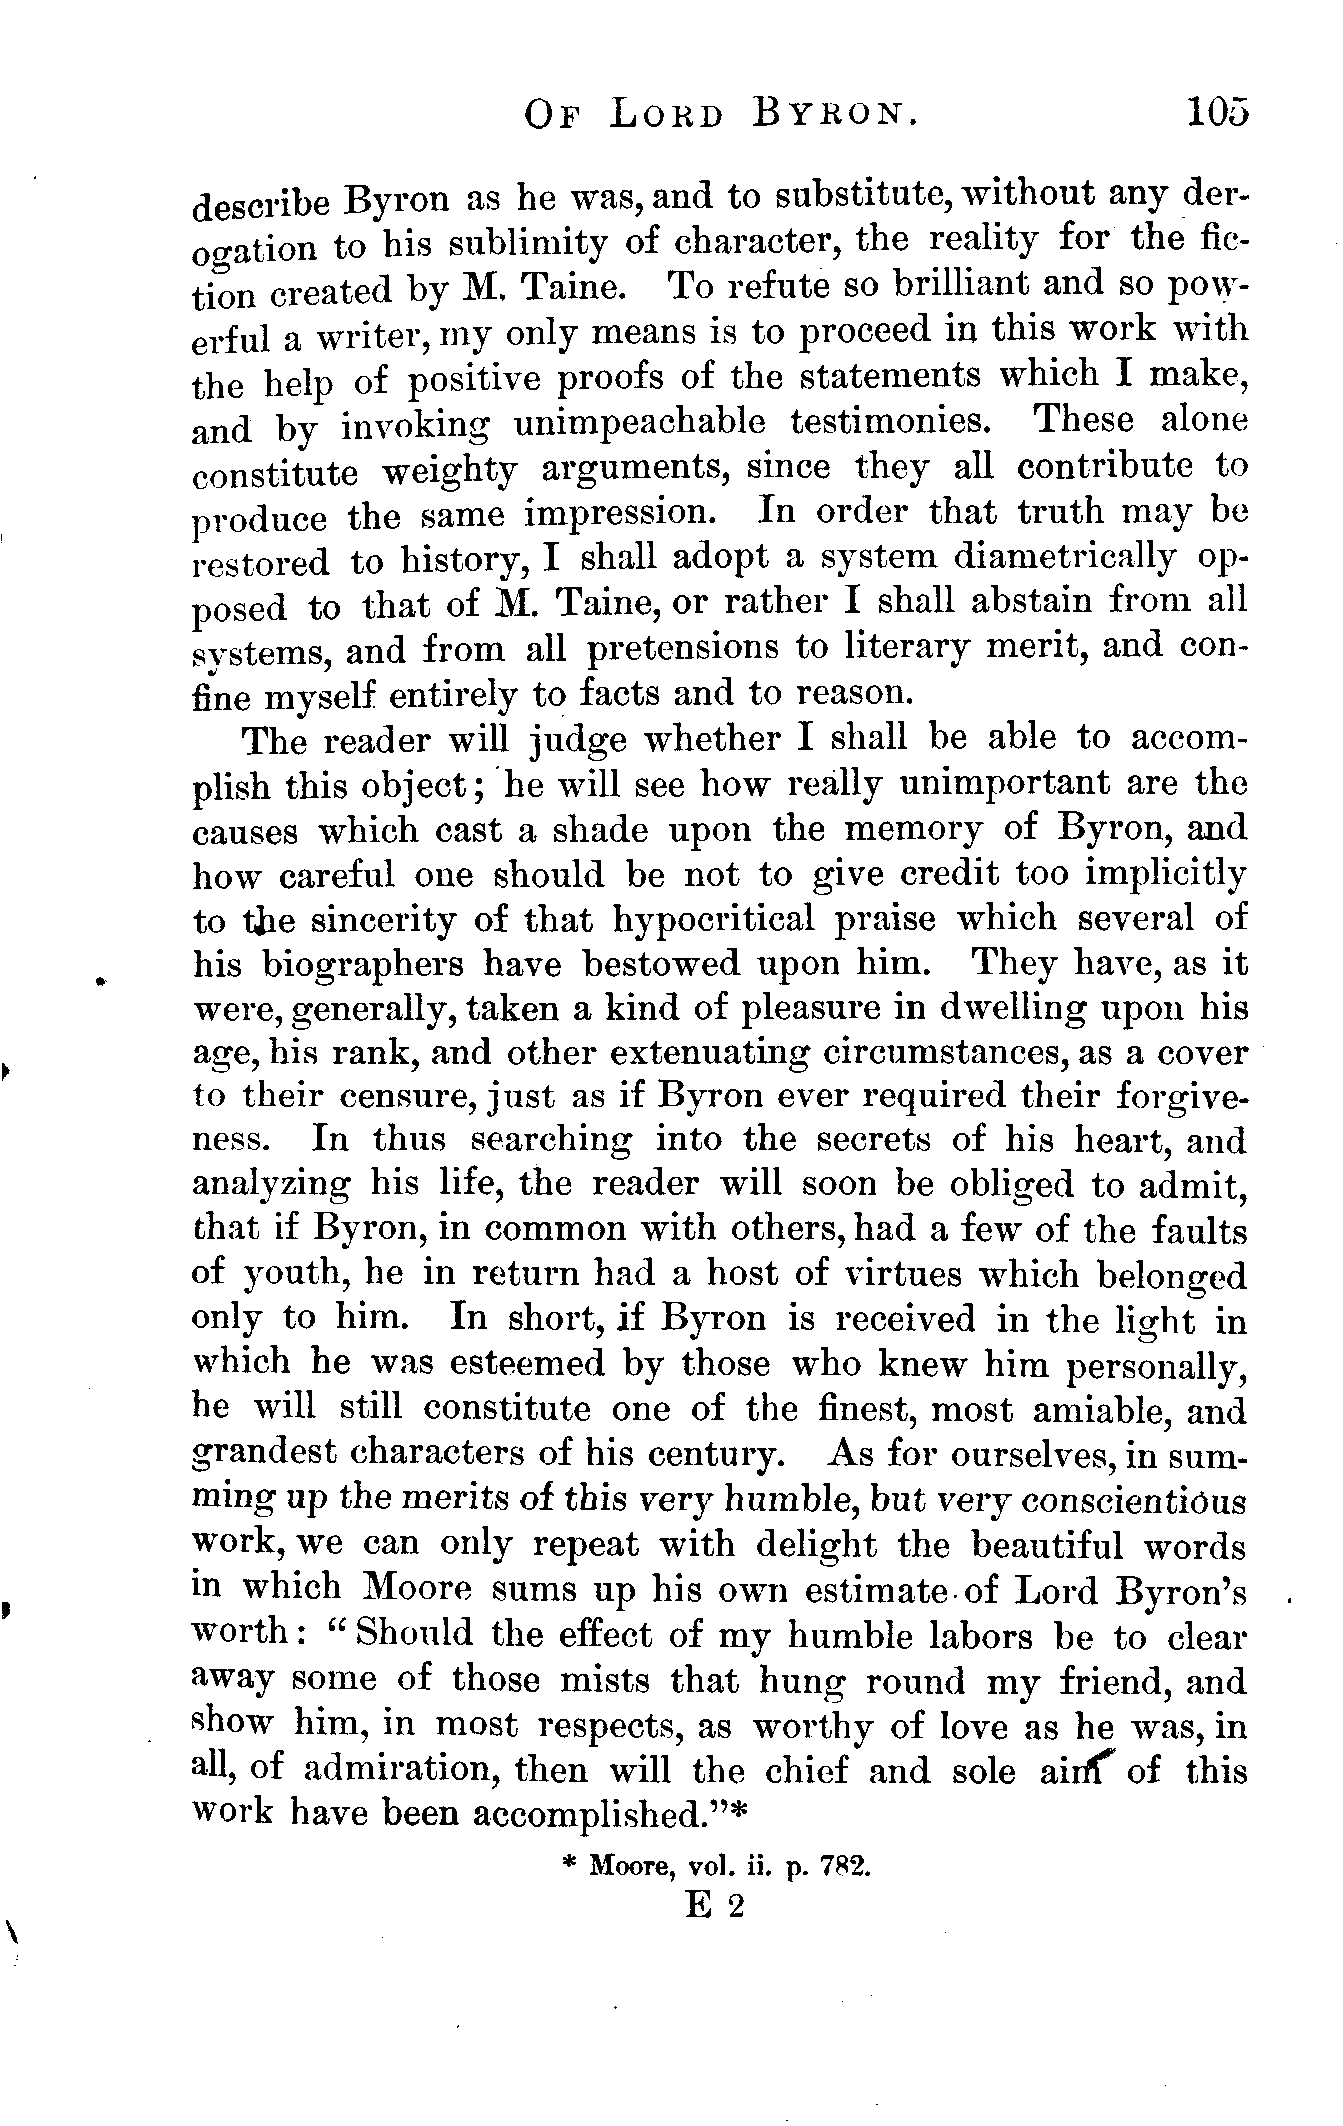 OF LORD BYRON. 105
describe Byron as he was, and to substitute, without any der-
ogation to his sublimity of character, the reality for the fic-
tion created by M. Taine. To refute so brilliant and so pow-
erful a writer, my only means is to proceed in this work with
the help of positive proofs of the statements which I make,
and by invoking unimpeachable testimonies. These alone
constitute weighty arguments, since they all contribute to
produce the same impression. In order that truth may be
restored to history, I shall adopt a system diametrically op-
posed to that of M. Taine, or rather I shall abstain from all
systems, and from all pretensions to literary merit, and con-
fine myself entirely to facts and to reason.
The reader will judge whether I shall be able to accom-
plish this object; he will see how really unimportant are the
causes which cast a shade upon the memory of Byron, and
how careful one should be not to give credit too implicitly
to the sincerity of that hypocritical praise which several of
his biographers have bestowed upon him. They have, as it
were, generally, taken a kind of pleasure in dwelling upon his
age, his rank, and other extenuating circumstances, as a cover
to their censure, just as if Byron ever required their forgive-
ness. In thus searching into the secrets of his heart, and
analyzing his life, the reader will soon be obliged to admit,
that if Byron, in common with others, had a few of the faults
of youth, he in return had a host of virtues which belonged
only to him. In short, if Byron is received in the light in
which he was esteemed by those who knew him personally,
he will still constitute one of the finest, most amiable, and
grandest characters of his century. As for ourselves, in sum-
ming up the merits of this very humble, but very conscientious
work, we can only repeat with delight the beautiful words
in which Moore sums up his own estimate of Lord Byron's
worth: "Should the effect of my humble labors be to clear
away some of those mists that hung round my friend, and
show him, in most respects, as worthy of love as he was, in
all, of admiration, then will the chief and sole aim of this
work have been accomplished."*
* Moore, vol. ii. p. 782.
E 2